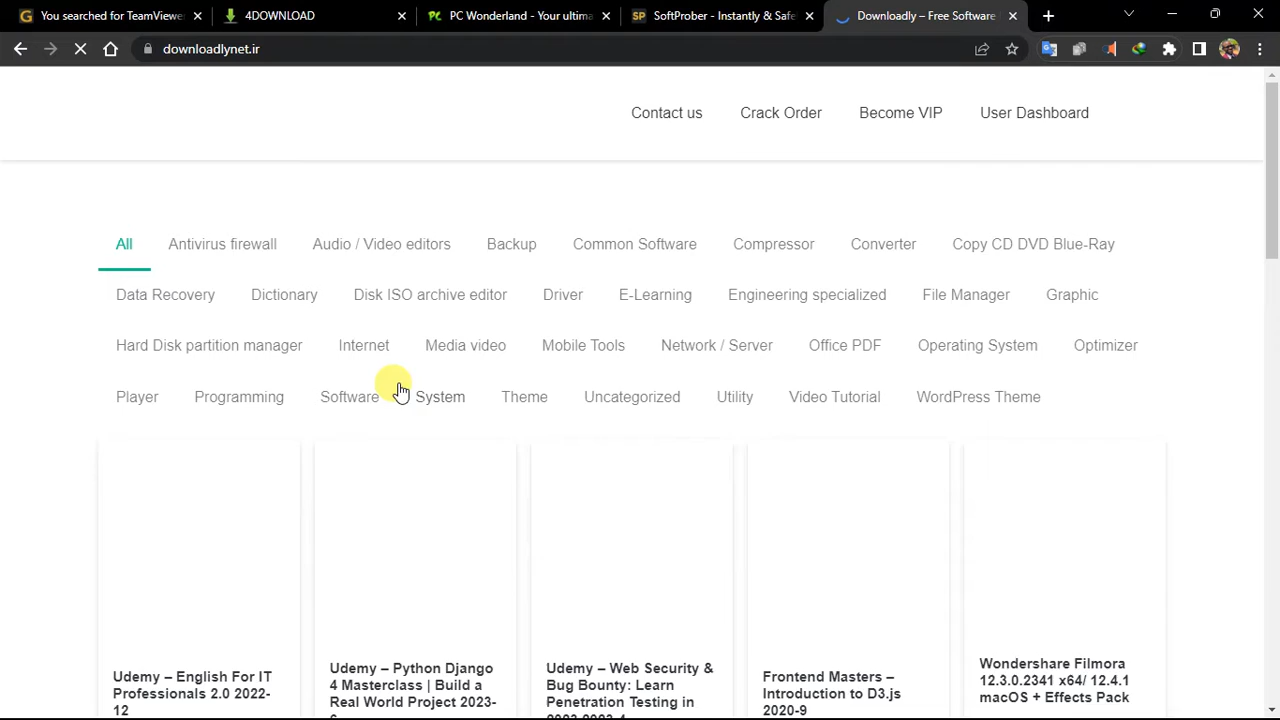 You searched for TeamViewer
4DOWNLOAD
PC Wonderland - Your ultima
SoftProber - Instantly & Safe
Downloadly – Free Software
downloadlynet.ir
Contact us Crack Order Become VIP User Dashboard
All Antivirus firewall Audio / Video editors Backup Common Software Compressor Converter Copy CD DVD Blue-Ray
Data Recovery Dictionary Disk ISO archive editor Driver E-Learning Engineering specialized File Manager Graphic
Hard Disk partition manager Internet Media video Mobile Tools Network / Server Office PDF Operating System Optimizer
Player Programming Software System Theme Uncategorized Utility Video Tutorial WordPress Theme
Udemy – English For IT
Professionals 2.0 2022-
12
Udemy – Python Django
4 Masterclass | Build a
Real World Project 2023-
Udemy – Web Security &
Bug Bounty: Learn
Penetration Testing in
2023 2023-4
Frontend Masters –
Introduction to D3.js
2020-9
Wondershare Filmora
12.3.0.2341 x64/ 12.4.1
macOS + Effects Pack